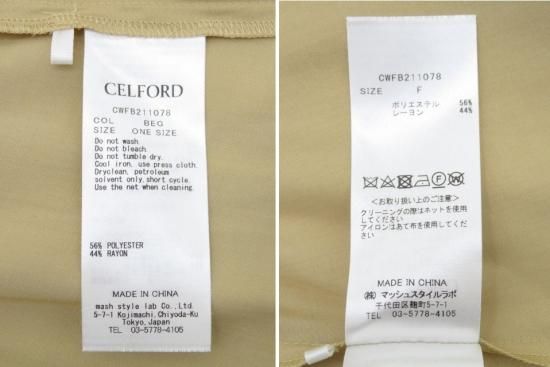 CELFORD
CWFB211078
COL BEG
SIZE ONE SIZE
Do not wash.
Do not bleach.
Do not tumble dry.
Cool iron, use press cloth.
Dryclean, petroleum
solvent only,short cycle.
Use the net when cleaning.
56% POLYESTER
44% RAYON
MADE IN CHINA
mash style lab Co.,Ltd.
5-7-1 Kojimachi,Chiyoda-Ku
Tokyo,Japan
TEL 03-5778-4105
CWFB211078
SIZE F
ポリエステル 56%
レーヨン 44%
<お取り扱い上のご注意>
クリーニングの際はネットを使用
してください
アイロンはあて布を使用してくださ
い
MADE IN CHINA
(株) マッシュスタイルラボ
千代田区麹町5-7-1
TEL 03-5778-4105